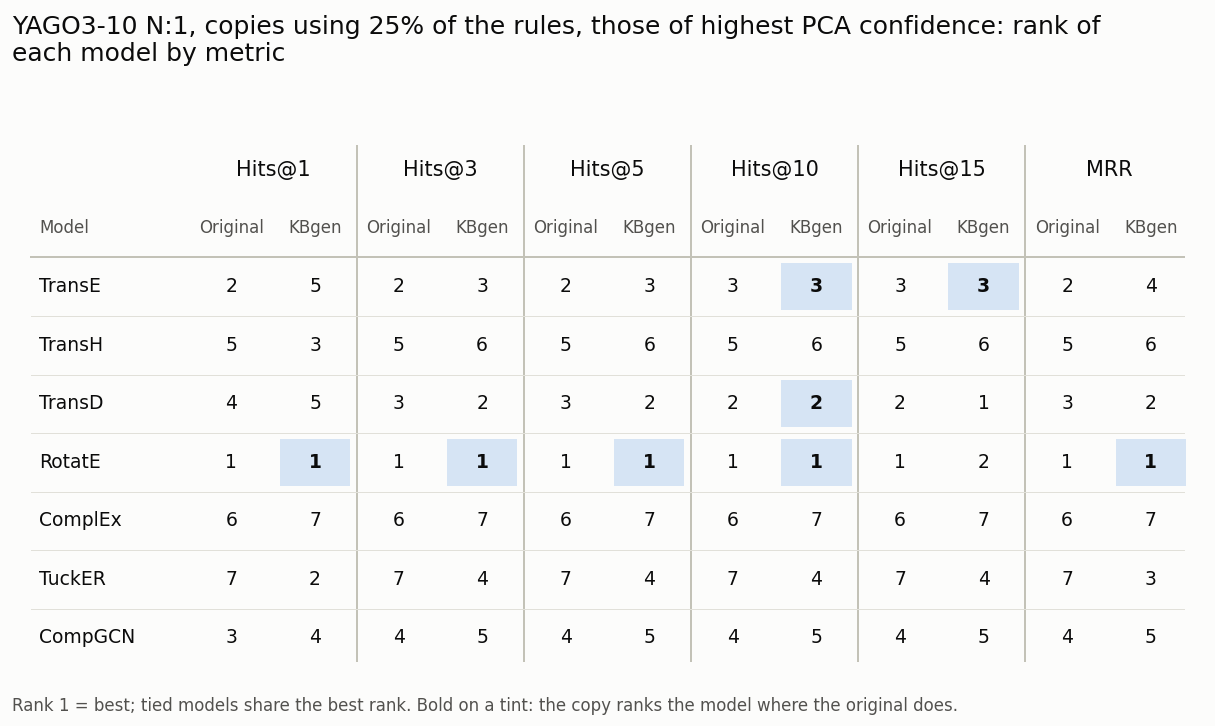 YAGO3-10 N:1, copies using 25% of the rules, those of highest PCA confidence: rank of
each model by metric
Hits@1 Hits@3 Hits@5 Hits@10 Hits@15 MRR
Model Original KBgen Original KBgen Original KBgen Original KBgen Original KBgen Original KBgen
TransE 2 5 2 3 2 3 3 3 3 3 2 4
TransH 5 3 5 6 5 6 5 6 5 6 5 6
TransD 4 5 3 2 3 2 2 2 2 1 3 2
RotatE 1 1 1 1 1 1 1 1 1 2 1 1
ComplEx 6 7 6 7 6 7 6 7 6 7 6 7
TuckER 7 2 7 4 7 4 7 4 7 4 7 3
CompGCN 3 4 4 5 4 5 4 5 4 5 4 5
Rank 1 = best; tied models share the best rank. Bold on a tint: the copy ranks the model where the original does.